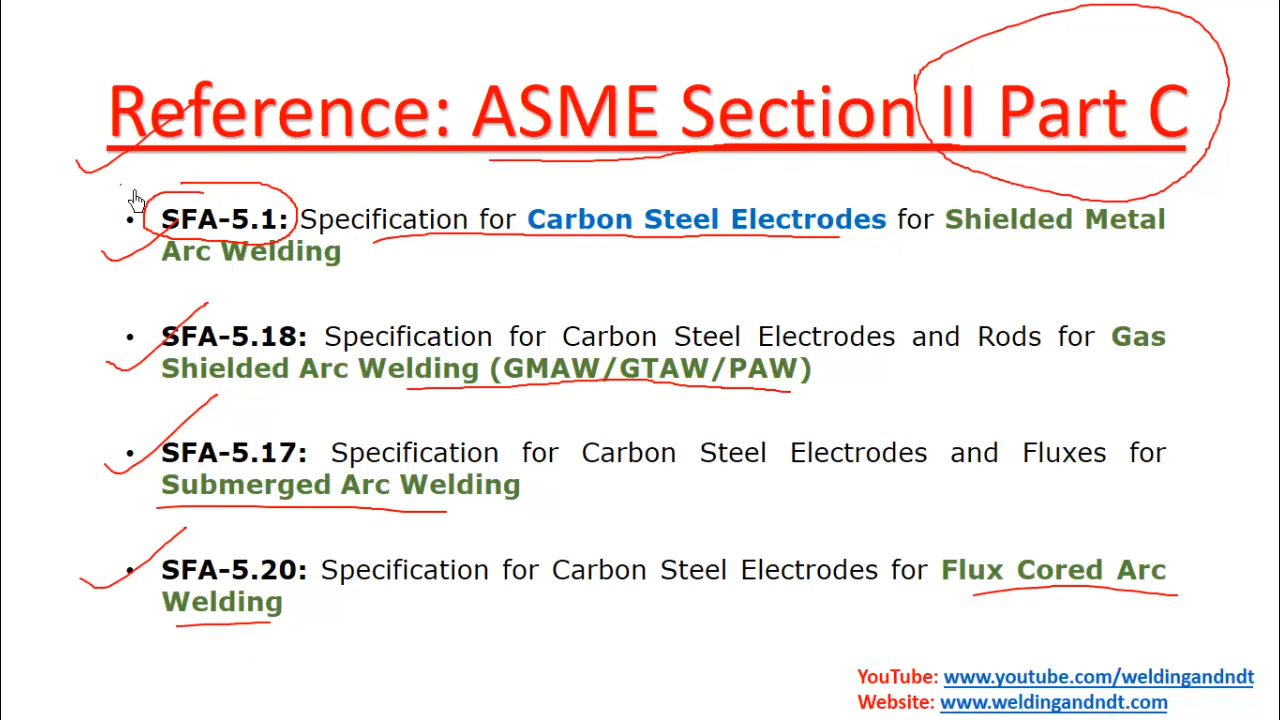 Reference: ASME Section II Part C
• SFA-5.1: Specification for Carbon Steel Electrodes for Shielded Metal
Arc Welding
• SFA-5.18: Specification for Carbon Steel Electrodes and Rods for Gas
Shielded Arc Welding (GMAW/GTAW/PAW)
• SFA-5.17: Specification for Carbon Steel Electrodes and Fluxes for
Submerged Arc Welding
• SFA-5.20: Specification for Carbon Steel Electrodes for Flux Cored Arc
Welding
YouTube: www.youtube.com/weldingandndt
Website: www.weldingandndt.com